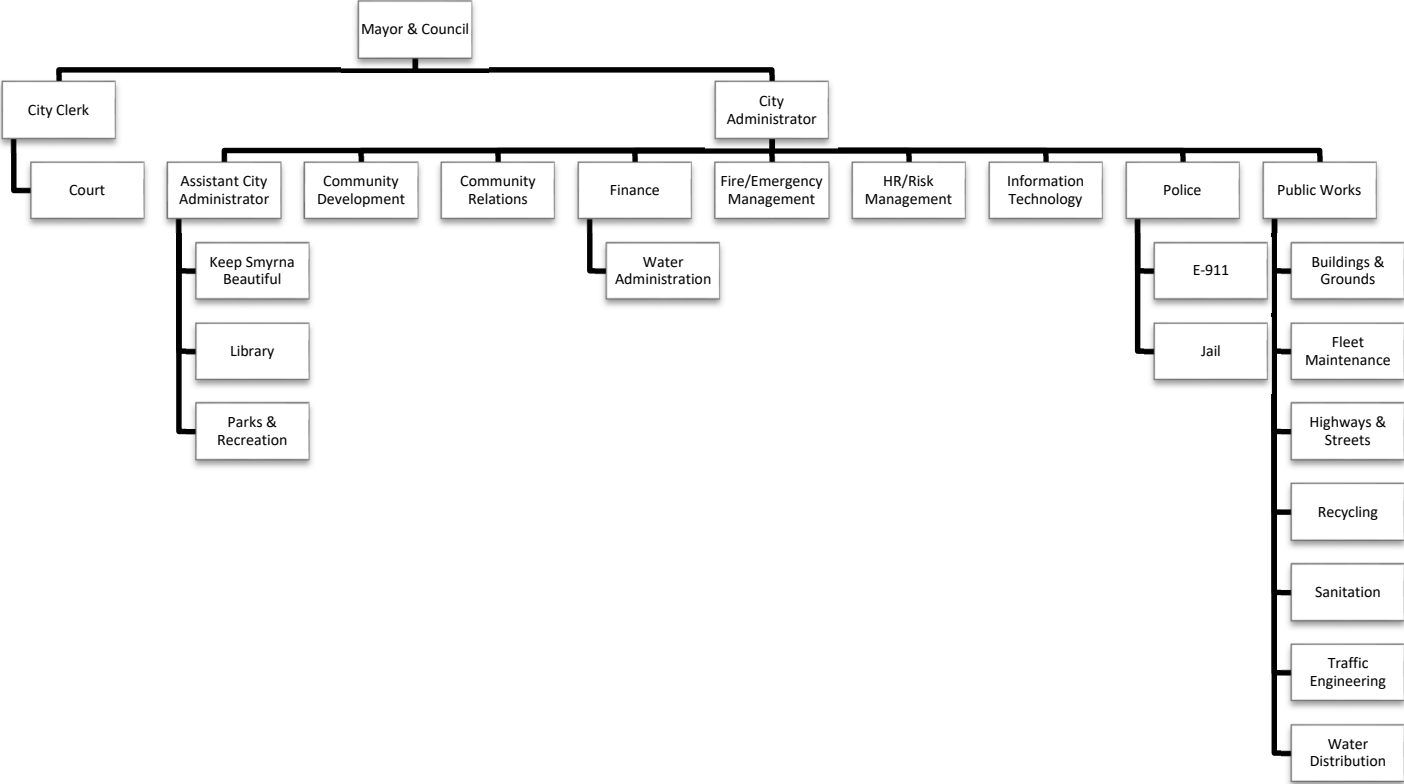 Mayor & Council
City Clerk
City
Administrator
Court
Assistant City
Administrator
Community
Development
Community
Relations
Finance
Fire/Emergency
Management
HR/Risk
Management
Information
Technology
Police
Public Works
Keep Smyrna
Beautiful
Water
Administration
E-911
Buildings &
Grounds
Library
Jail
Fleet
Maintenance
Parks &
Recreation
Highways &
Streets
Recycling
Sanitation
Traffic
Engineering
Water
Distribution